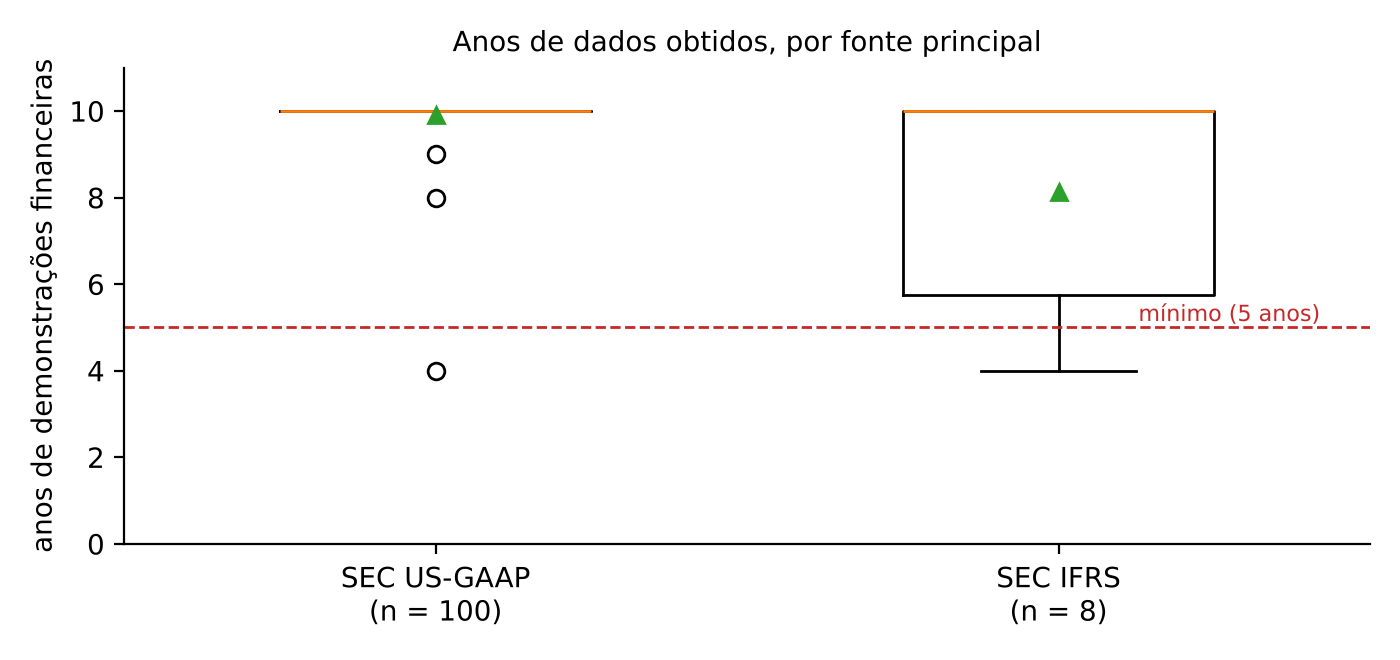 Anos de dados obtidos, por fonte principal
anos de demonstrações financeiras
10
8
6
4
2
0
mínimo (5 anos)
SEC US-GAAP
(n = 100)
SEC IFRS
(n = 8)